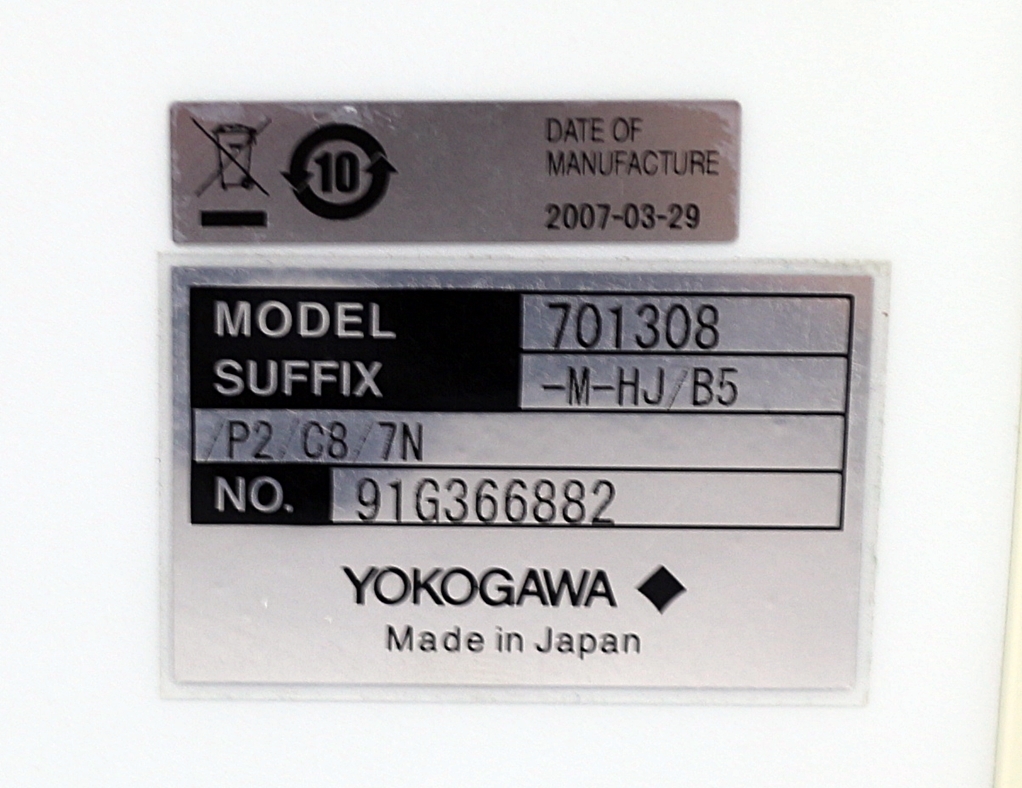 10
DATE OF
MANUFACTURE
2007-03-29
MODEL 701308
SUFFIX -M-HJ/B5
/P2/C8/7N
NO. 91G366882
YOKOGAWA
Made in Japan